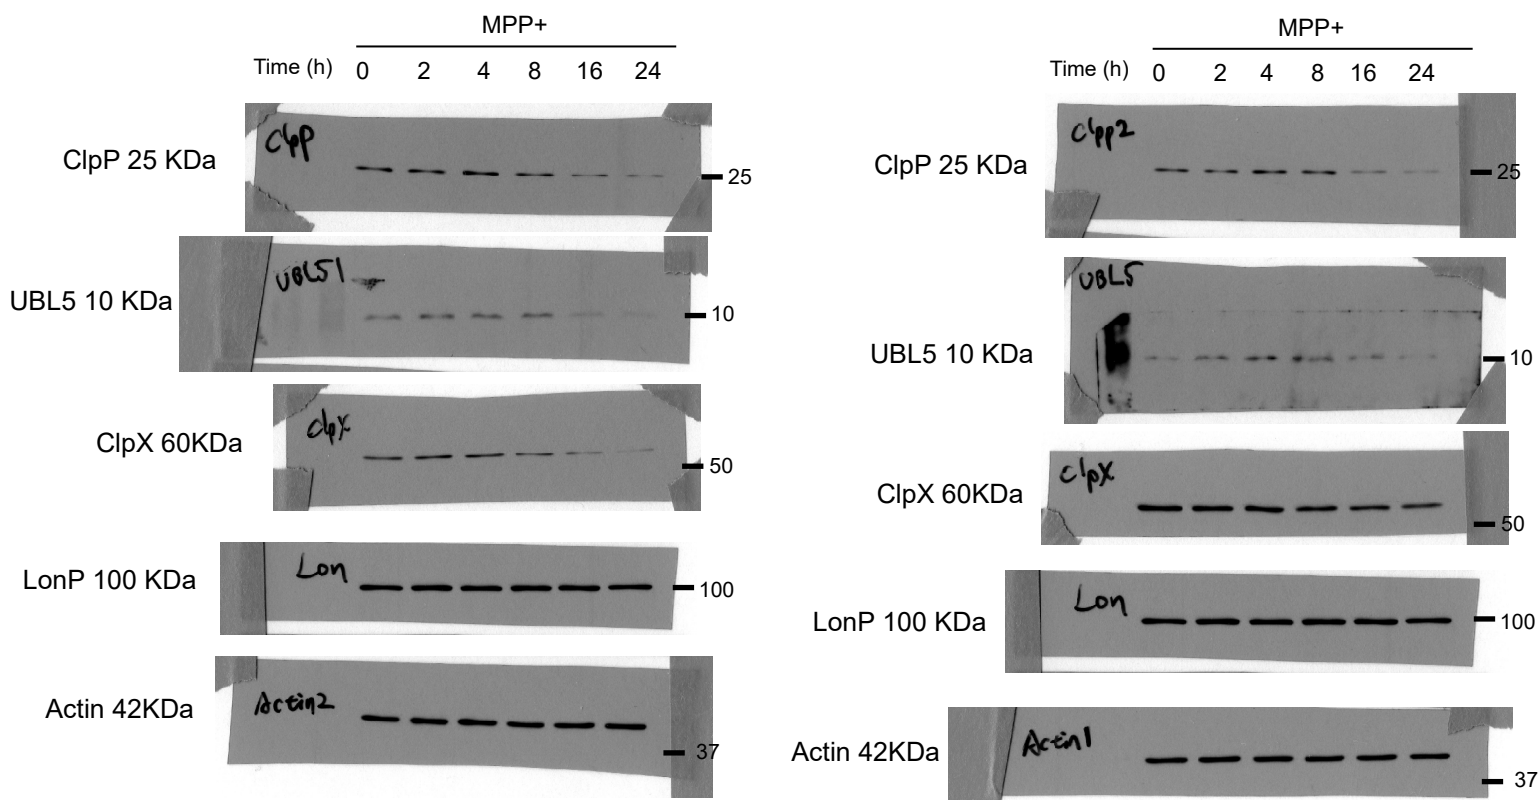 MPP+
Time (h) 0 2 4 8 16 24
ClpP 25 KDa
ClpP
25
UBL5 10 KDa
UBL51
10
ClpX 60KDa
ClpX
50
LonP 100 KDa
Lon
100
Actin 42KDa
Actin2
37
MPP+
Time (h) 0 2 4 8 16 24
ClpP 25 KDa
Clpp2
25
UBL5 10 KDa
UBL5
10
ClpX 60KDa
ClpX
50
LonP 100 KDa
Lon
100
Actin 42KDa
Actin1
37